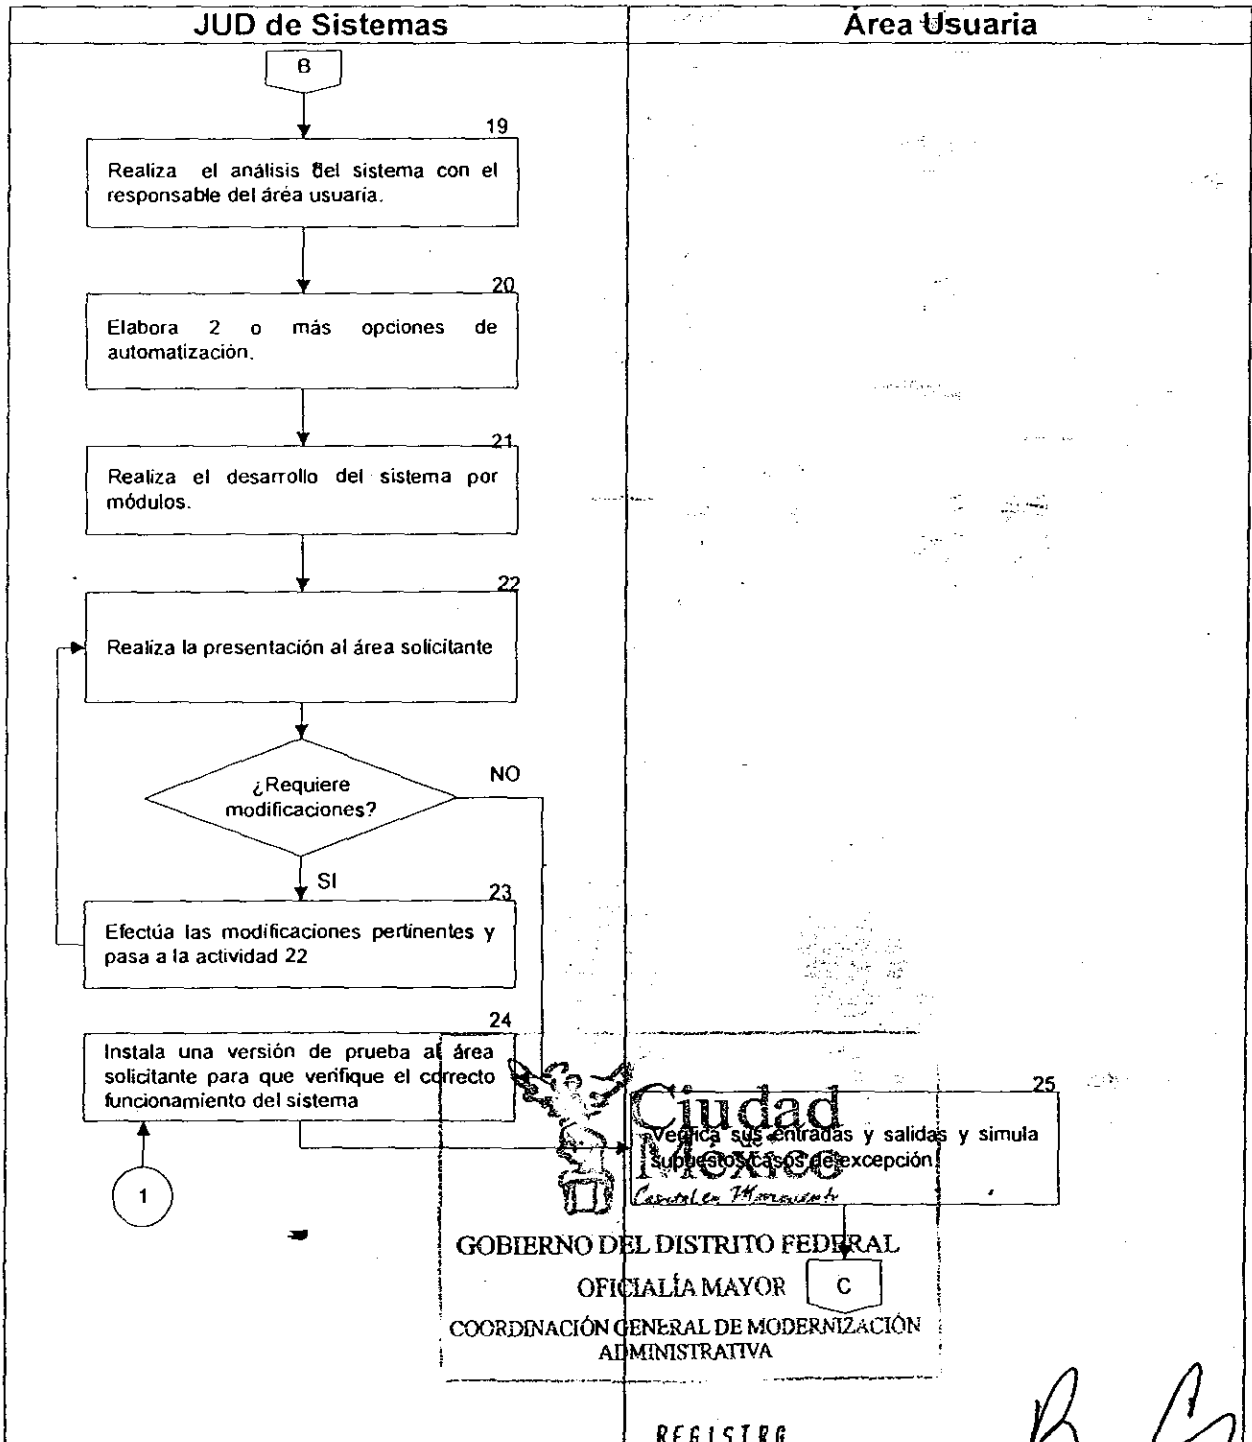 JUD de Sistemas
Área Usuaria
B
19
Realiza el análisis del sistema con el
responsable del área usuaria.
20
Elabora 2 o más opciones de
automatización.
21
Realiza el desarrollo del sistema por
módulos.
22
Realiza la presentación al área solicitante
¿Requiere
modificaciones?
NO
SI
23
Efectúa las modificaciones pertinentes y
pasa a la actividad 22
24
Instala una versión de prueba al área
solicitante para que verifique el correcto
funcionamiento del sistema
1
25
Verifica sus entradas y salidas y simula
supuestos casos de excepción
Ciudad
México
Capital en Movimiento
GOBIERNO DEL DISTRITO FEDERAL
OFICIALÍA MAYOR
C
COORDINACIÓN GENERAL DE MODERNIZACIÓN
ADMINISTRATIVA
REGISTRO